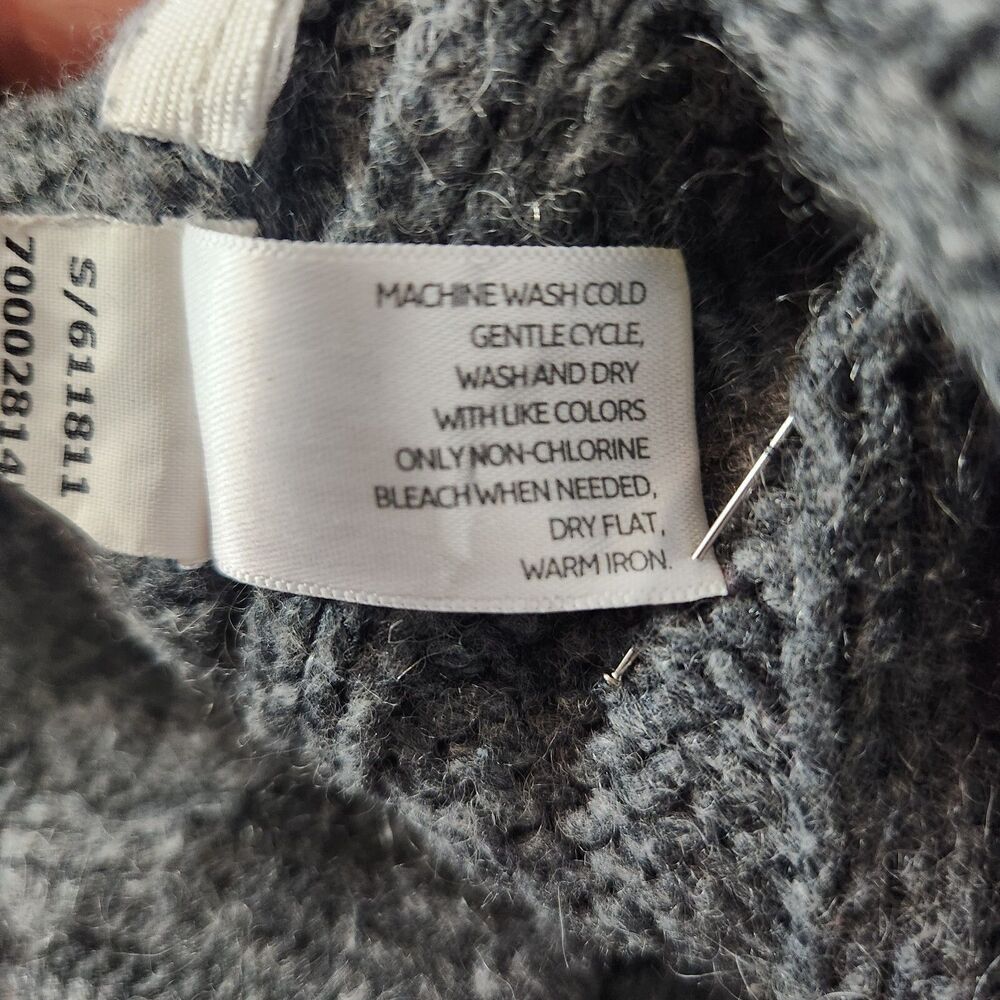 S/611811
7000281
MACHINE WASH COLD
GENTLE CYCLE,
WASH AND DRY
WITH LIKE COLORS
ONLY NON-CHLORINE
BLEACH WHEN NEEDED,
DRY FLAT,
WARM IRON.